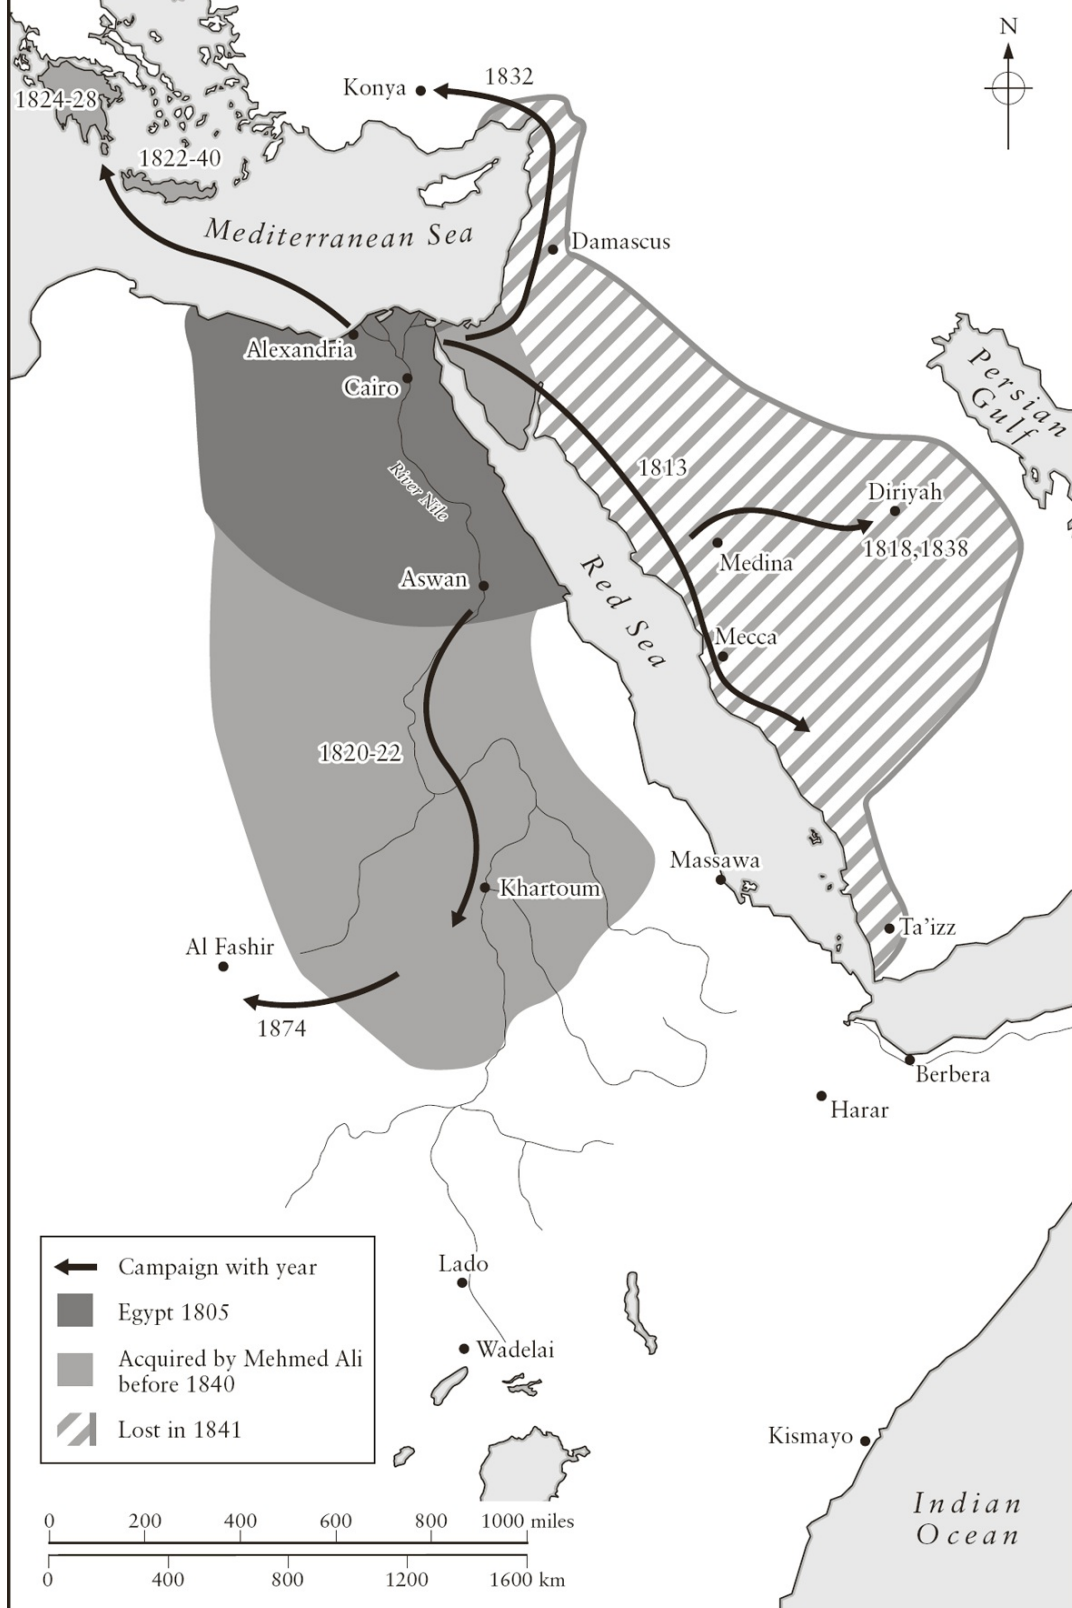 N
Konya
1832
1824-28
1822-40
Mediterranean Sea
Damascus
Alexandria
Cairo
Persian
Gulf
River Nile
1813
Diriyah
1818,1838
Medina
Aswan
Red Sea
Mecca
1820-22
Massawa
Khartoum
Ta’izz
Al Fashir
1874
Berbera
Harar
Lado
Wadelai
Kismayo
Indian
Ocean
Campaign with year
Egypt 1805
Acquired by Mehmed Ali
before 1840
Lost in 1841
0 200 400 600 800 1000 miles
0 400 800 1200 1600 km